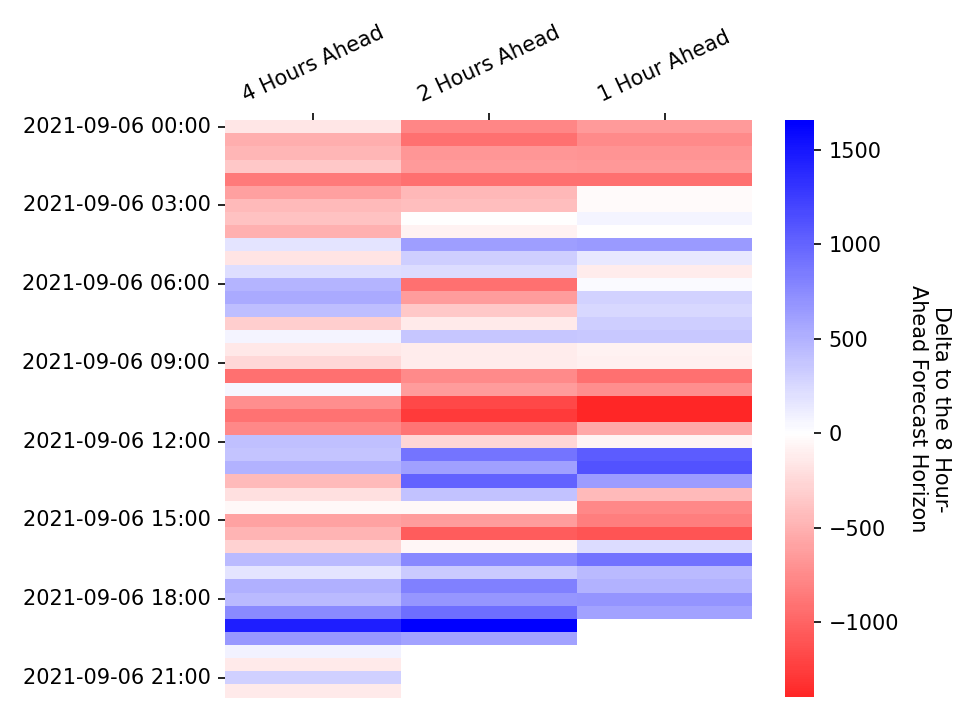 4 Hours Ahead
2 Hours Ahead
1 Hour Ahead
2021-09-06 00:00
2021-09-06 03:00
2021-09-06 06:00
2021-09-06 09:00
2021-09-06 12:00
2021-09-06 15:00
2021-09-06 18:00
2021-09-06 21:00
1500
1000
500
0
−500
−1000
Delta to the 8 Hour-
Ahead Forecast Horizon